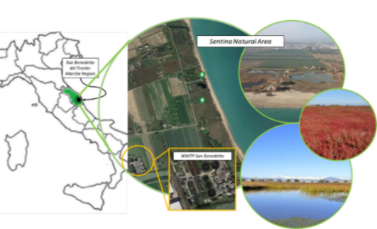 San Benedetto
del Tronto-
Marche Region
Sentina Natural Area
WWTP San Benedetto